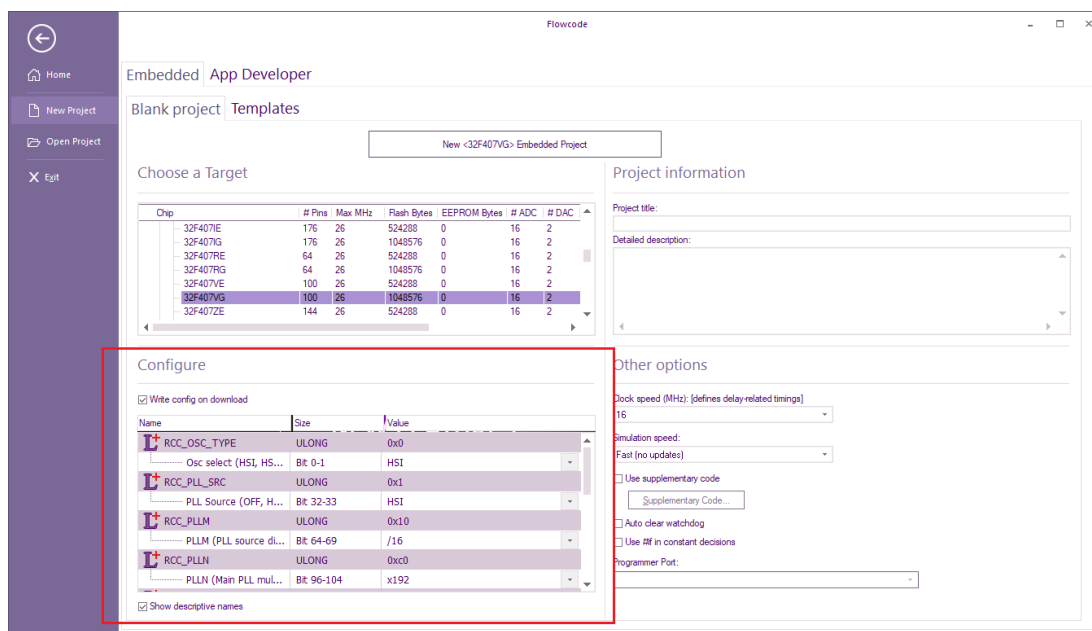 Flowcode
Home
New Project
Open Project
Exit
Embedded App Developer
Blank project Templates
New <32F407VG> Embedded Project
Choose a Target
Chip # Pins Max MHz Flash Bytes EEPROM Bytes # ADC # DAC
32F407IE 176 26 524288 0 16 2
32F407IG 176 26 1048576 0 16 2
32F407RE 64 26 524288 0 16 2
32F407RG 64 26 1048576 0 16 2
32F407VE 100 26 524288 0 16 2
32F407VG 100 26 1048576 0 16 2
32F407ZE 144 26 524288 0 16 2
Project information
Project title:
Detailed description:
Configure
Write config on download
Name Size Value
RCC_OSC_TYPE ULONG 0x0
Osc select (HSI, HS... Bit 0-1 HSI
RCC_PLL_SRC ULONG 0x1
PLL Source (OFF, H... Bit 32-33 HSI
RCC_PLLM ULONG 0x10
PLLM (PLL source di... Bit 64-69 /16
RCC_PLLN ULONG 0xc0
PLLN (Main PLL mul... Bit 96-104 x192
Show descriptive names
Other options
Clock speed (MHz): [defines delay-related timings]
16
Simulation speed:
Fast (no updates)
Use supplementary code
Supplementary Code...
Auto clear watchdog
Use #if in constant decisions
Programmer Port: